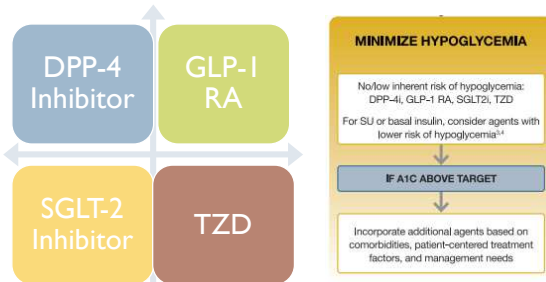 DPP-4
Inhibitor
GLP-1
RA
SGLT-2
Inhibitor
TZD
MINIMIZE HYPOGLYCEMIA
No/low inherent risk of hypoglycemia:
DPP-4i, GLP-1 RA, SGLT2i, TZD
For SU or basal insulin, consider agents with
lower risk of hypoglycemia³,⁴
IF A1C ABOVE TARGET
Incorporate additional agents based on
comorbidities, patient-centered treatment
factors, and management needs